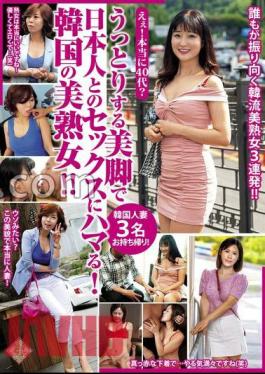 誰もが振り向く韓流美熟女3連発!!
ええ!本当に40代?
うっとりする美脚で
日本人とのセックスにハマる!
韓国の美熟女!!
韓国人妻
3名
お持ち帰り!
ウソみたい?
この美貌で本当に人妻!
真っ赤な下着で…やる気満々ですね(笑)